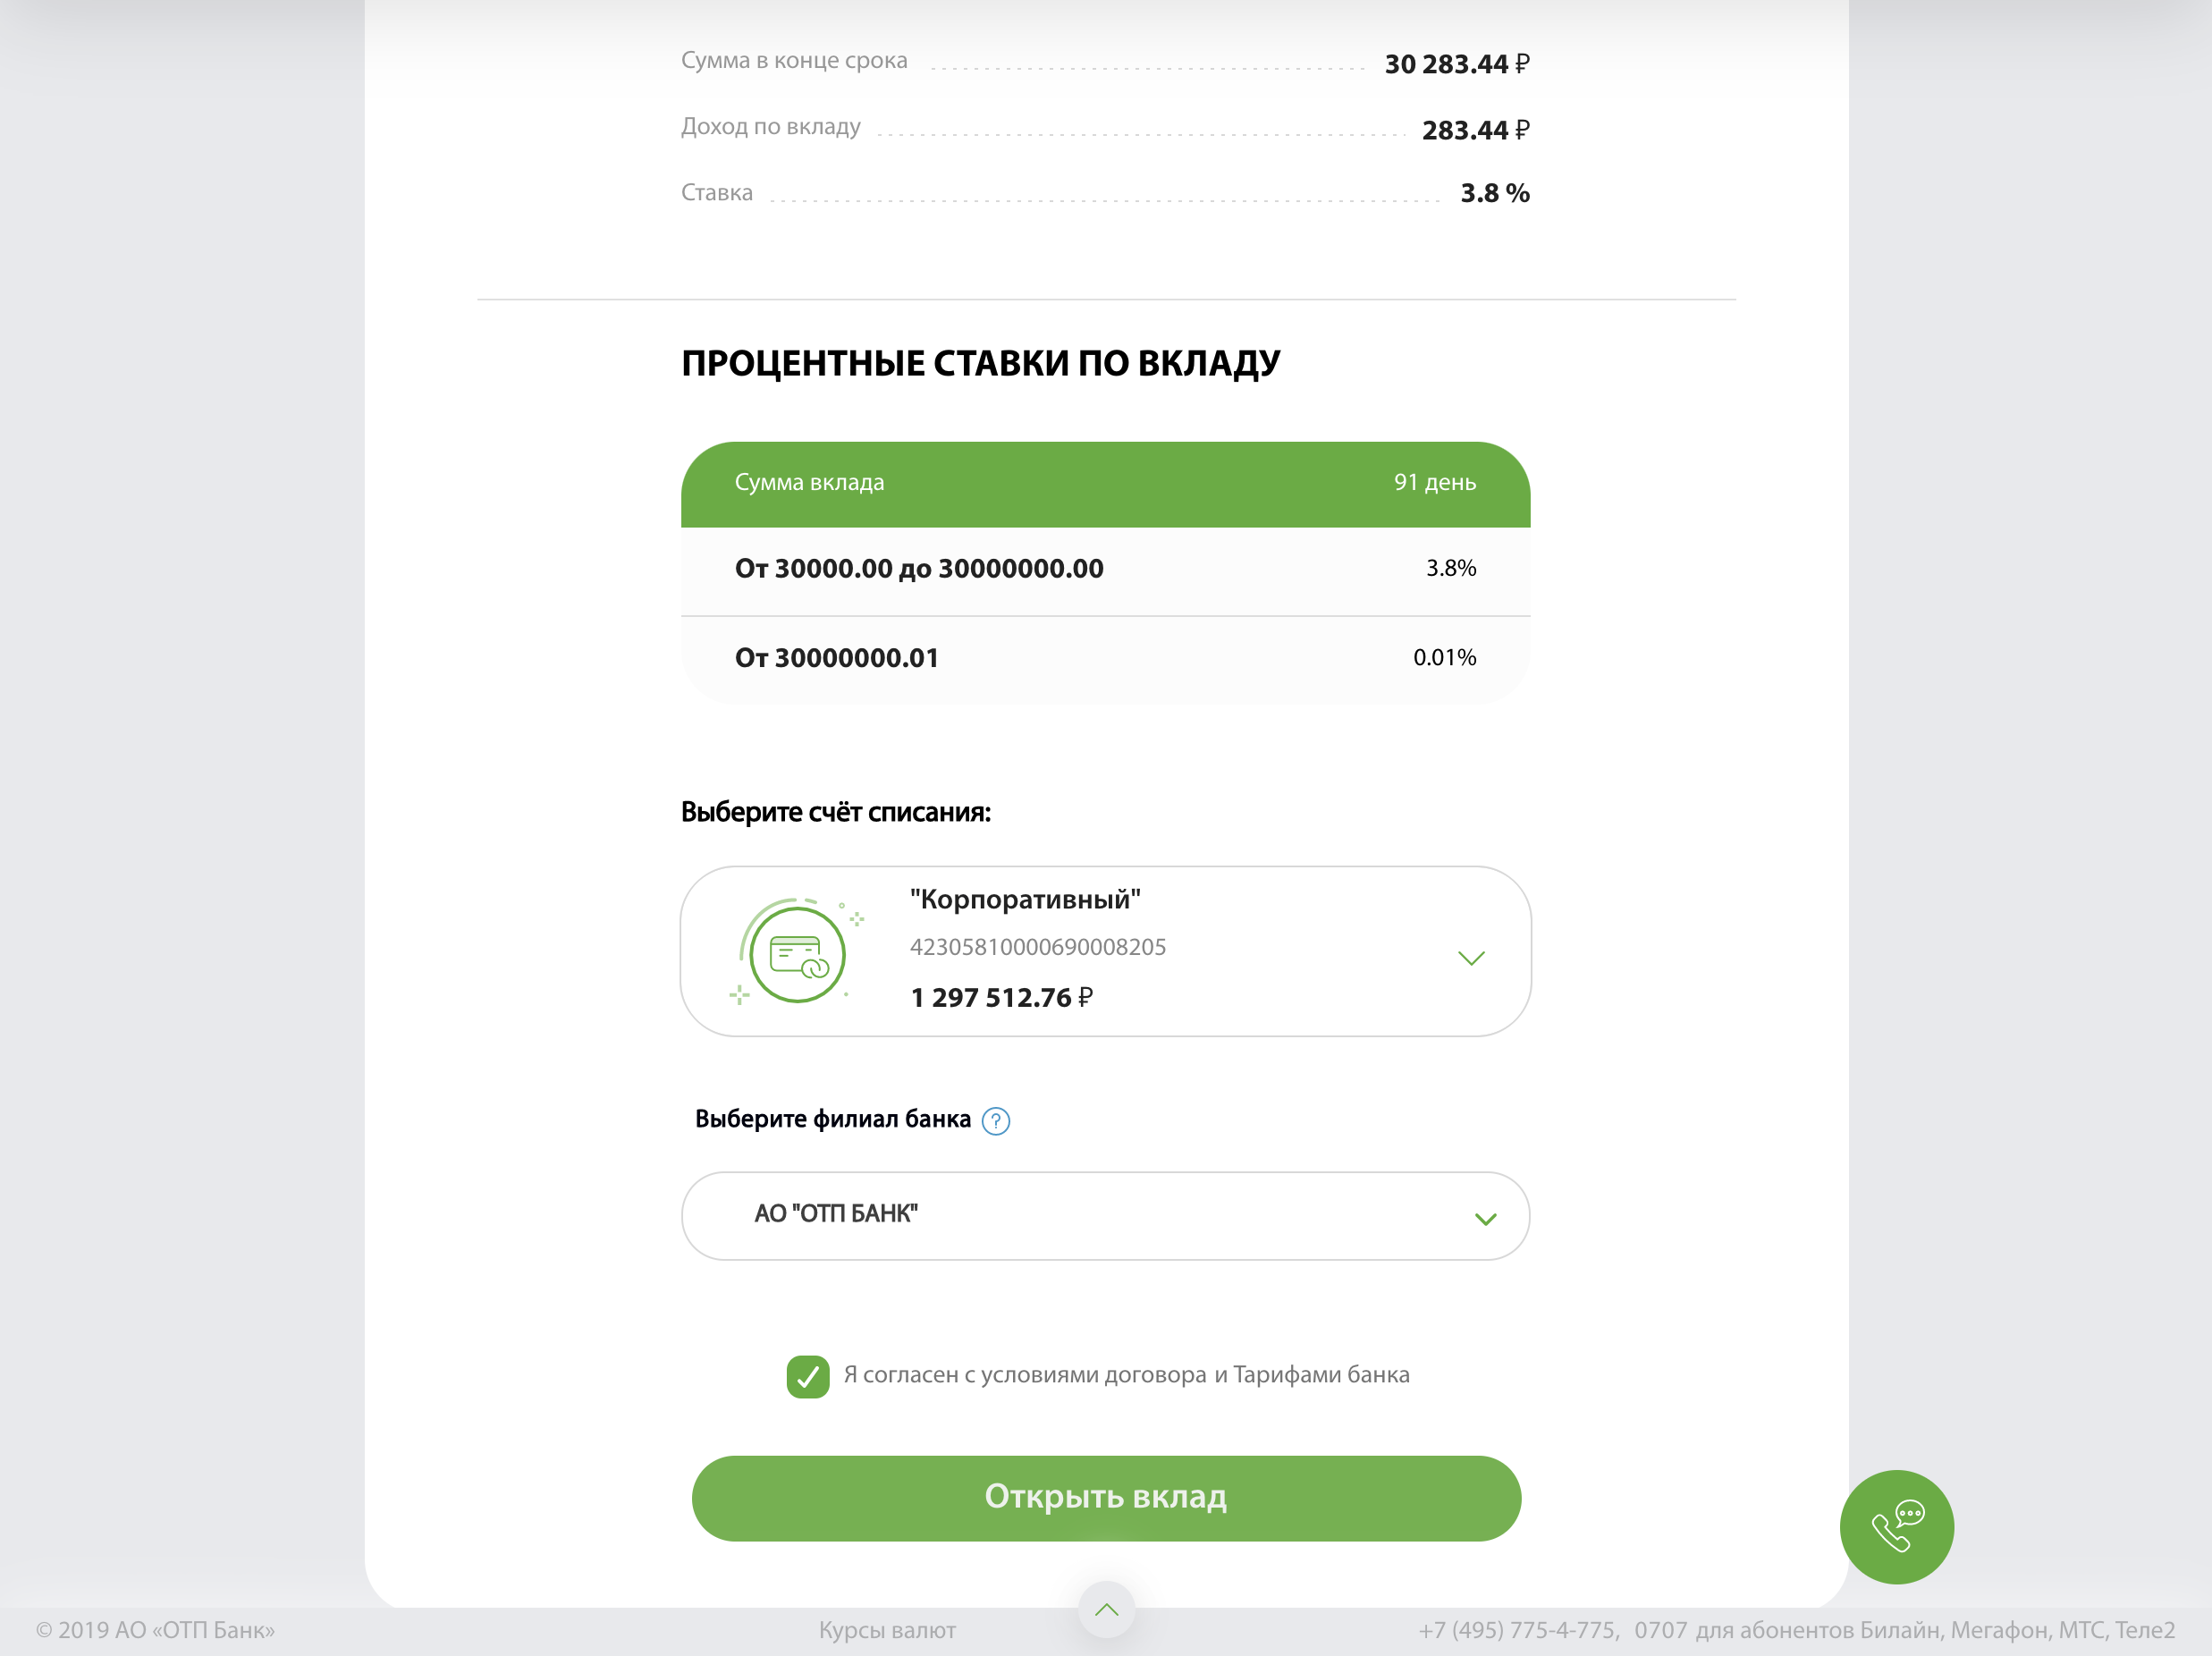 Сумма в конце срока 30 283.44 ₽
Доход по вкладу 283.44 ₽
Ставка 3.8 %
ПРОЦЕНТНЫЕ СТАВКИ ПО ВКЛАДУ
Сумма вклада 91 день
От 30000.00 до 30000000.00 3.8%
От 30000000.01 0.01%
Выберите счёт списания:
"Корпоративный"
42305810000690008205
1 297 512.76 ₽
Выберите филиал банка ?
АО "ОТП БАНК"
Я согласен с условиями договора и Тарифами банка
Открыть вклад
© 2019 АО «ОТП Банк» Курсы валют +7 (495) 775-4-775, 0707 для абонентов Билайн, Мегафон, МТС, Теле2